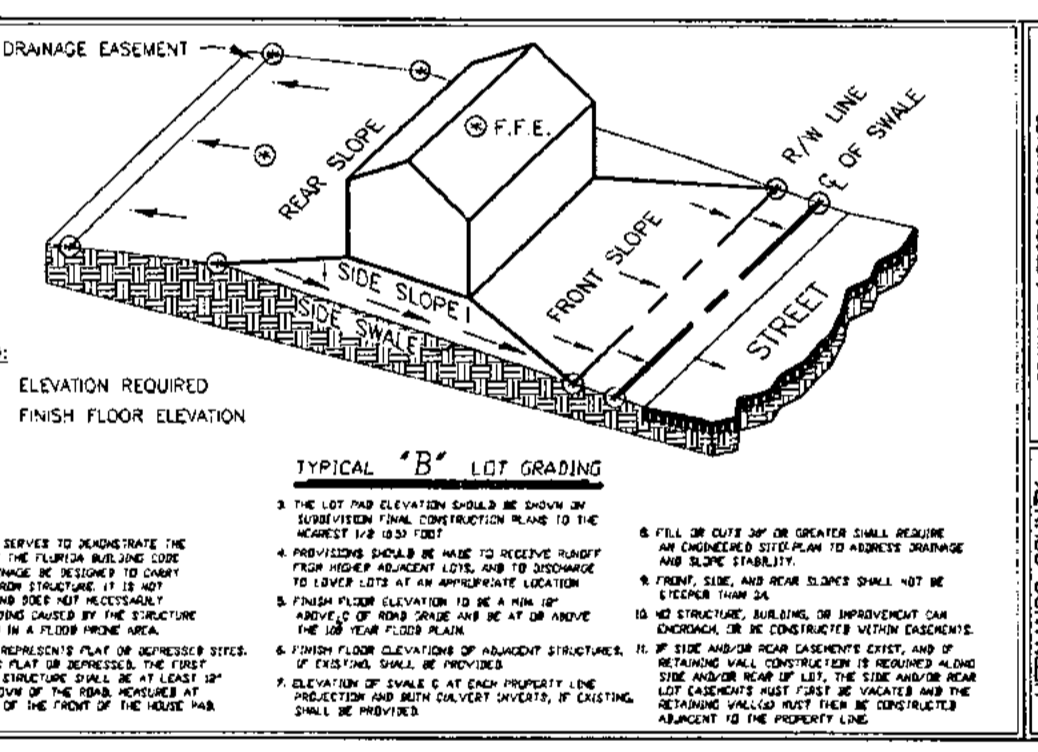 DRAINAGE EASEMENT
F.F.E.
REAR SLOPE
R/W LINE
℄ OF SWALE
SIDE SLOPE
SIDE SWALE
FRONT SLOPE
STREET
ELEVATION REQUIRED
FINISH FLOOR ELEVATION
TYPICAL "B" LOT GRADING
SERVES TO DEMONSTRATE THE
THE FLORIDA BUILDING CODE
BE DESIGNED TO CARRY
STRUCTURE. IT IS NOT
AND DOES NOT NECESSARILY
CAUSED BY THE STRUCTURE
IN A FLOOD PRONE AREA.
REPRESENTS FLAT OR DEPRESSED SITES.
FLAT OR DEPRESSED, THE FIRST
STRUCTURE SHALL BE AT LEAST 18"
OF THE ROAD, MEASURED AT
OF THE FRONT OF THE HOUSE PAD.
3. THE LOT PAD ELEVATION SHOULD BE SHOWN ON
SUBDIVISION FINAL CONSTRUCTION PLANS TO THE
NEAREST 1/2 (0.5) FOOT
4. PROVISIONS SHOULD BE MADE TO RECEIVE RUNOFF
FROM HIGHER ADJACENT LOTS, AND TO DISCHARGE
TO LOWER LOTS AT AN APPROPRIATE LOCATION
5. FINISH FLOOR ELEVATION TO BE A MIN. 18"
ABOVE ℄ OF ROAD GRADE AND BE AT OR ABOVE
THE 100 YEAR FLOOD PLAIN.
6. FINISH FLOOR ELEVATIONS OF ADJACENT STRUCTURES,
IF EXISTING, SHALL BE PROVIDED.
7. ELEVATION OF SWALE ℄ AT EACH PROPERTY LINE
PROJECTION AND BOTH CULVERT INVERTS, IF EXISTING,
SHALL BE PROVIDED.
8. FILL OR CUTS OR GREATER SHALL REQUIRE
AN ENGINEERED SITE-PLAN TO ADDRESS DRAINAGE
AND SLOPE STABILITY.
9. FRONT, SIDE, AND REAR SLOPES SHALL NOT BE
STEEPER THAN
10. NO STRUCTURE, BUILDING, OR IMPROVEMENT CAN
ENCROACH, OR BE CONSTRUCTED WITHIN EASEMENTS.
11. IF SIDE AND/OR REAR EASEMENTS EXIST, AND IF
RETAINING WALL CONSTRUCTION IS REQUIRED ALONG
SIDE AND/OR REAR OF LOT, THE SIDE AND/OR REAR
LOT EASEMENTS MUST FIRST BE VACATED AND THE
RETAINING WALL(S) MUST THEN BE CONSTRUCTED
ADJACENT TO THE PROPERTY LINE